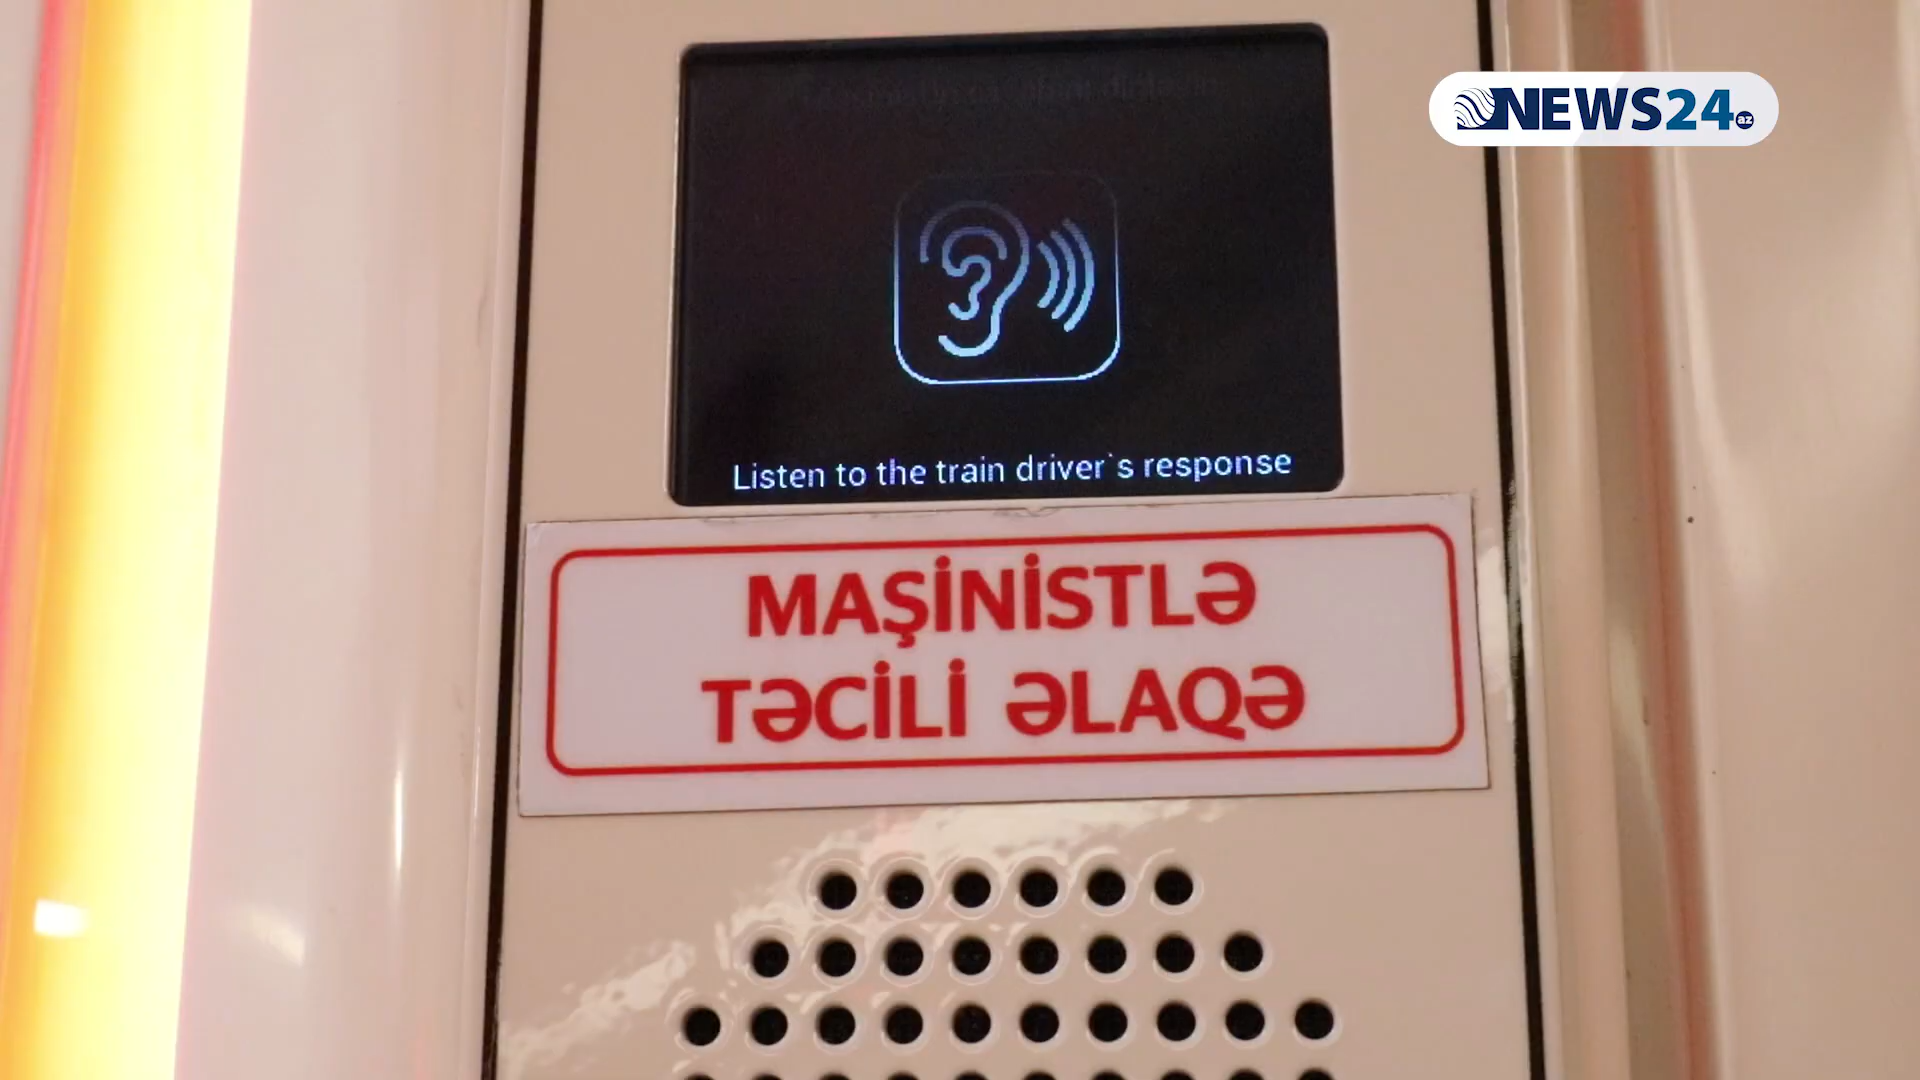 NEWS24.az
Listen to the train driver`s response
MAŞİNİSTLƏ
TƏCİLİ ƏLAQƏ